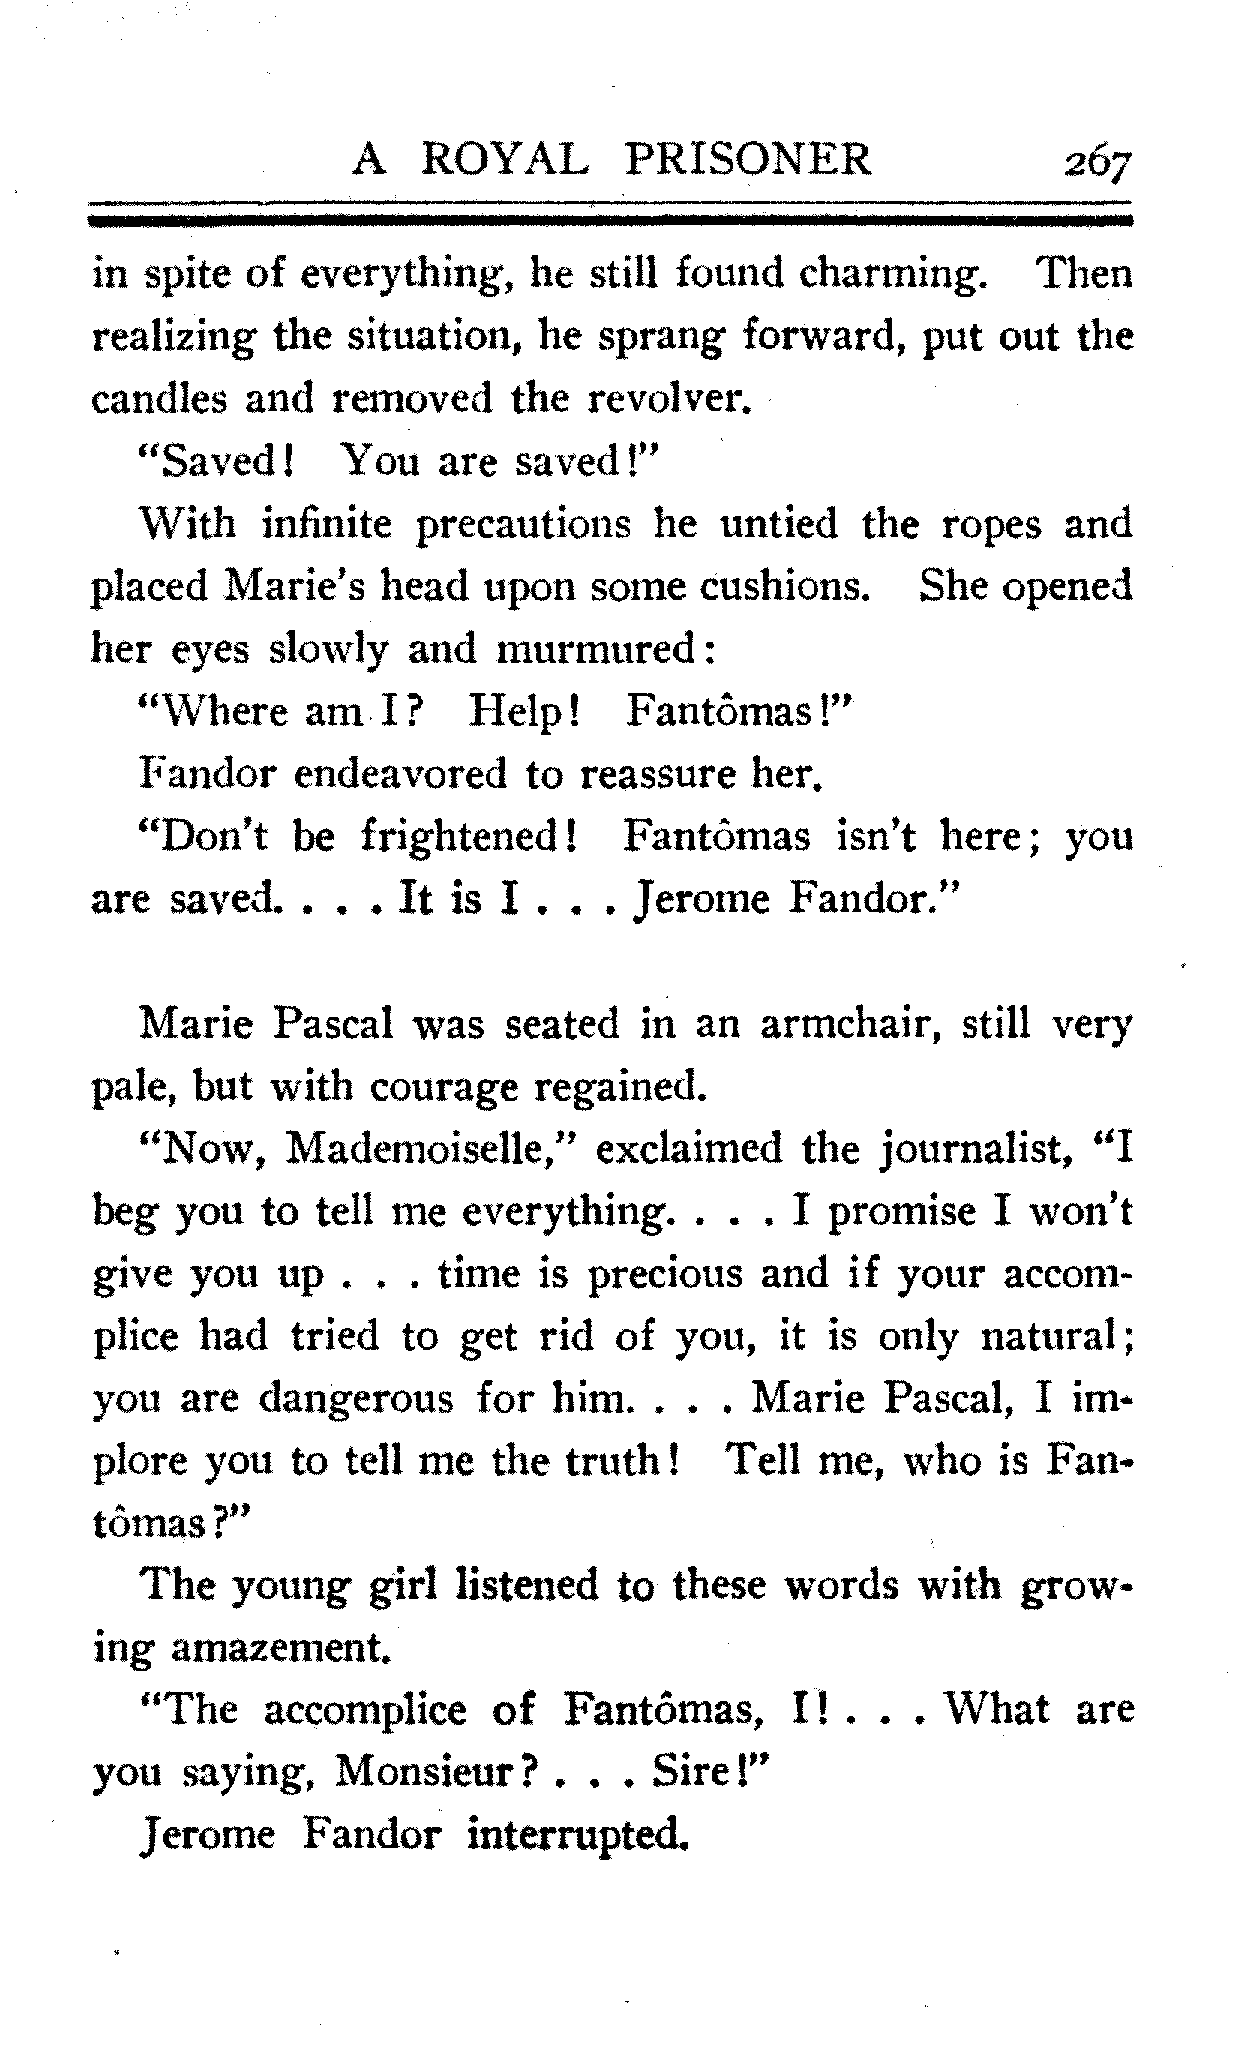 A ROYAL PRISONER 267
in spite of everything, he still found charming. Then
realizing the situation, he sprang forward, put out the
candles and removed the revolver.
"Saved! You are saved!"
With infinite precautions he untied the ropes and
placed Marie's head upon some cushions. She opened
her eyes slowly and murmured:
"Where am I? Help! Fantômas!"
Fandor endeavored to reassure her.
"Don't be frightened! Fantômas isn't here; you
are saved. . . . It is I . . . Jerome Fandor."
Marie Pascal was seated in an armchair, still very
pale, but with courage regained.
"Now, Mademoiselle," exclaimed the journalist, "I
beg you to tell me everything. . . . I promise I won't
give you up . . . time is precious and if your accom-
plice had tried to get rid of you, it is only natural;
you are dangerous for him. . . . Marie Pascal, I im-
plore you to tell me the truth! Tell me, who is Fan-
tômas?"
The young girl listened to these words with grow-
ing amazement.
"The accomplice of Fantômas, I! . . . What are
you saying, Monsieur? . . . Sire!"
Jerome Fandor interrupted.